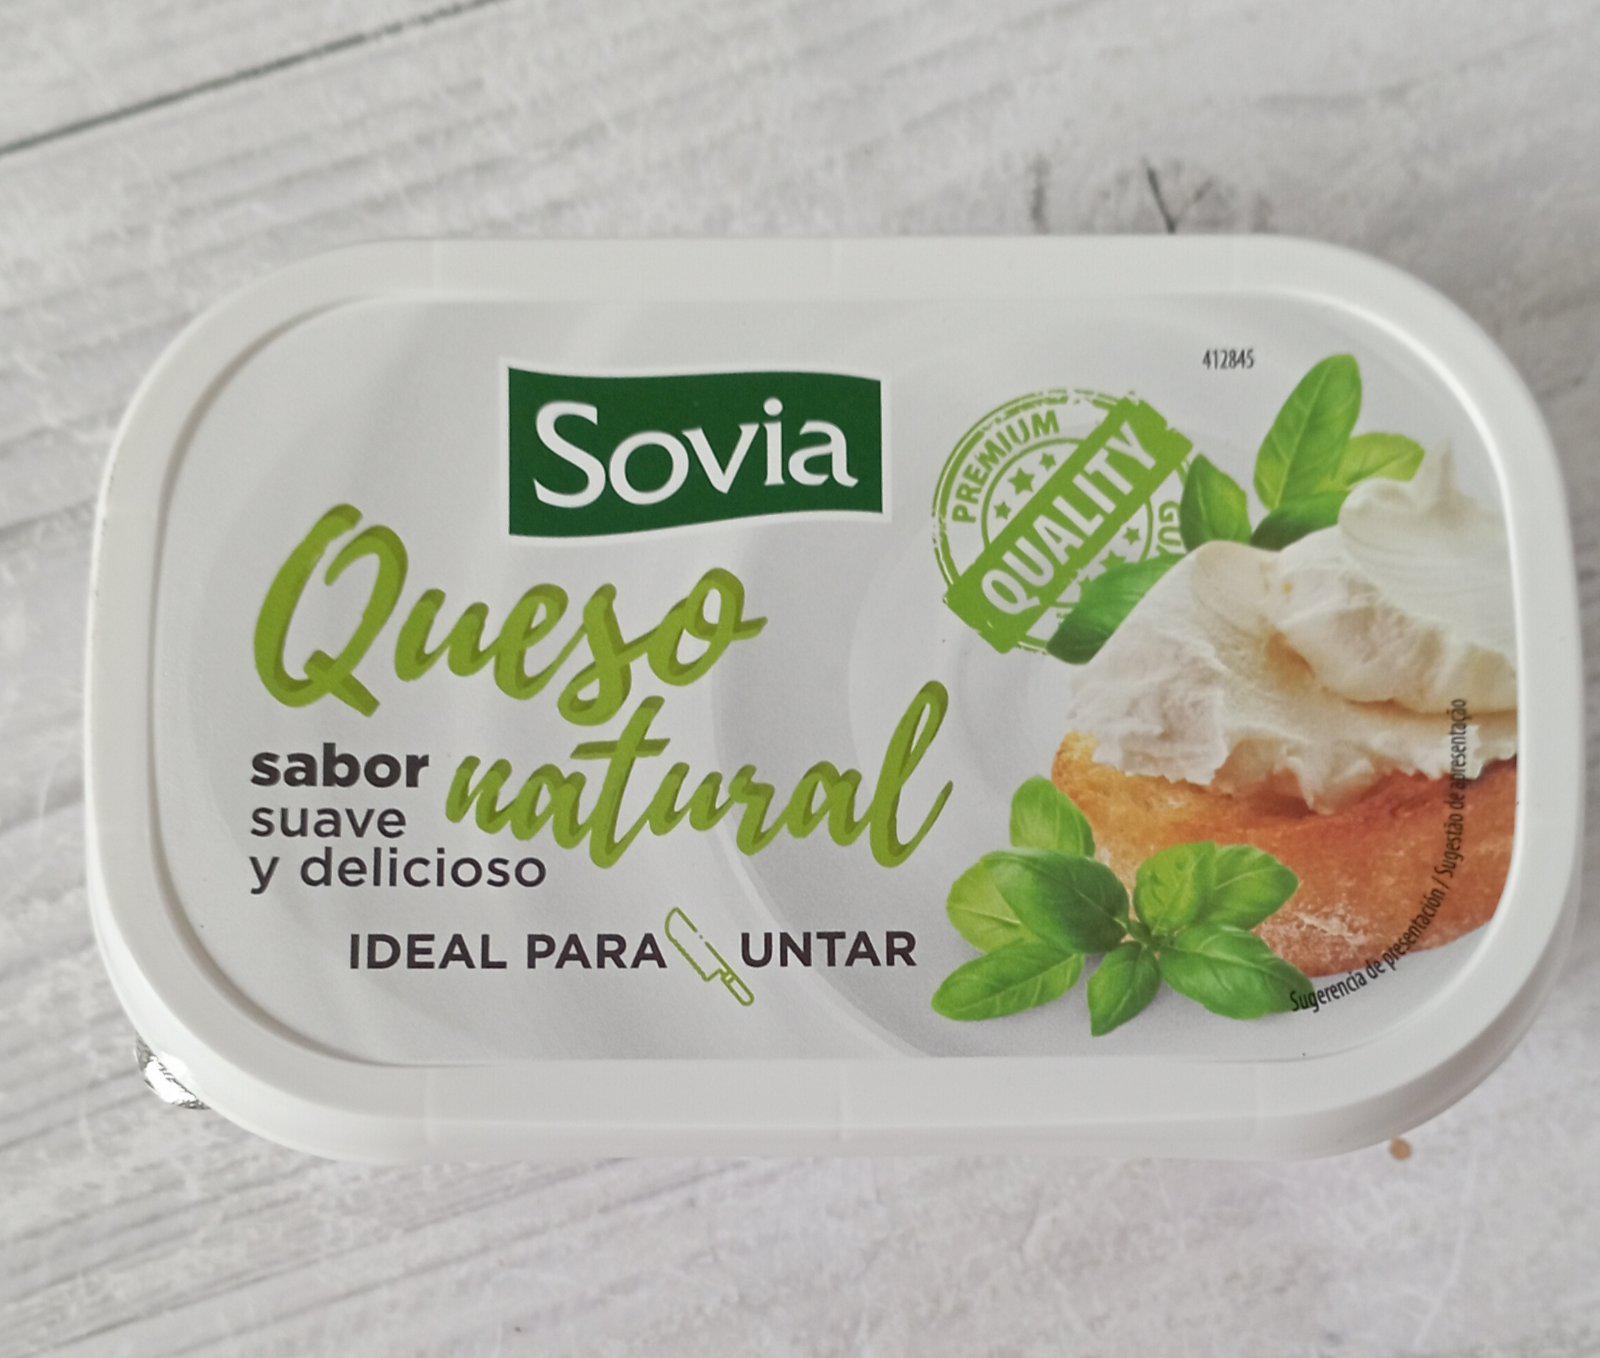 412845
Sovia
PREMIUM
QUALITY
Queso
natural
sabor
suave
y delicioso
IDEAL PARA UNTAR
Sugerencia de presentación / Sugestão de apresentação